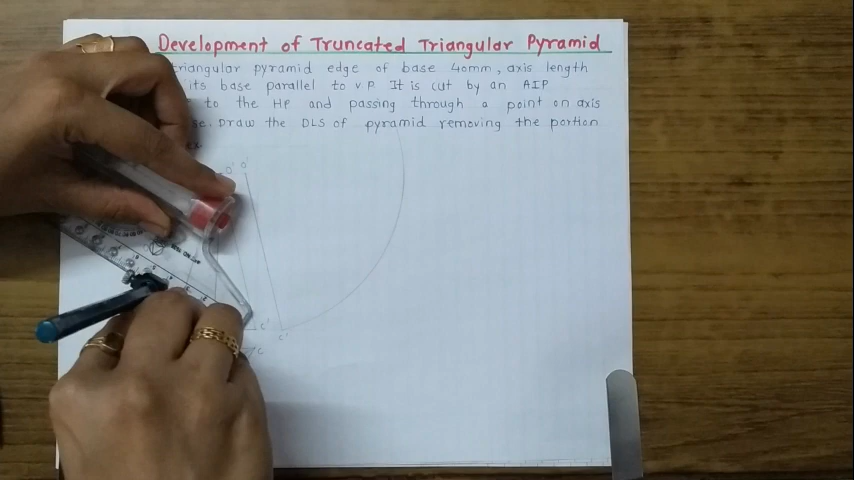 Development of Truncated Triangular Pyramid
triangular pyramid edge of base 40mm, axis length
its base parallel to V.P. It is cut by an AIP
to the HP and passing through a point on axis
Draw the DLS of pyramid removing the portion
o' o'
c'
c'
c